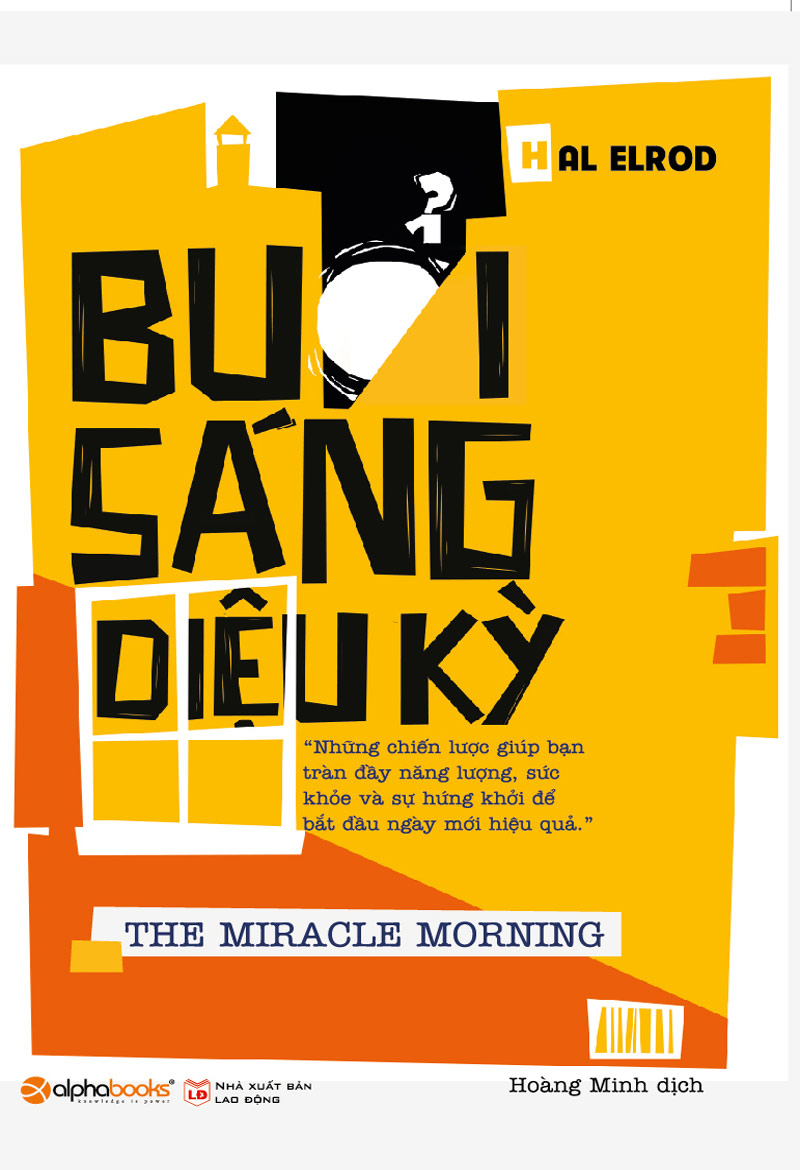 HAL ELROD
BUỔI
SÁNG
DIỆU KỲ
“Những chiến lược giúp bạn
tràn đầy năng lượng, sức
khỏe và sự hứng khởi để
bắt đầu ngày mới hiệu quả.”
THE MIRACLE MORNING
alphabooks®
knowledge is power
LĐ
NHÀ XUẤT BẢN
LAO ĐỘNG
Hoàng Minh dịch